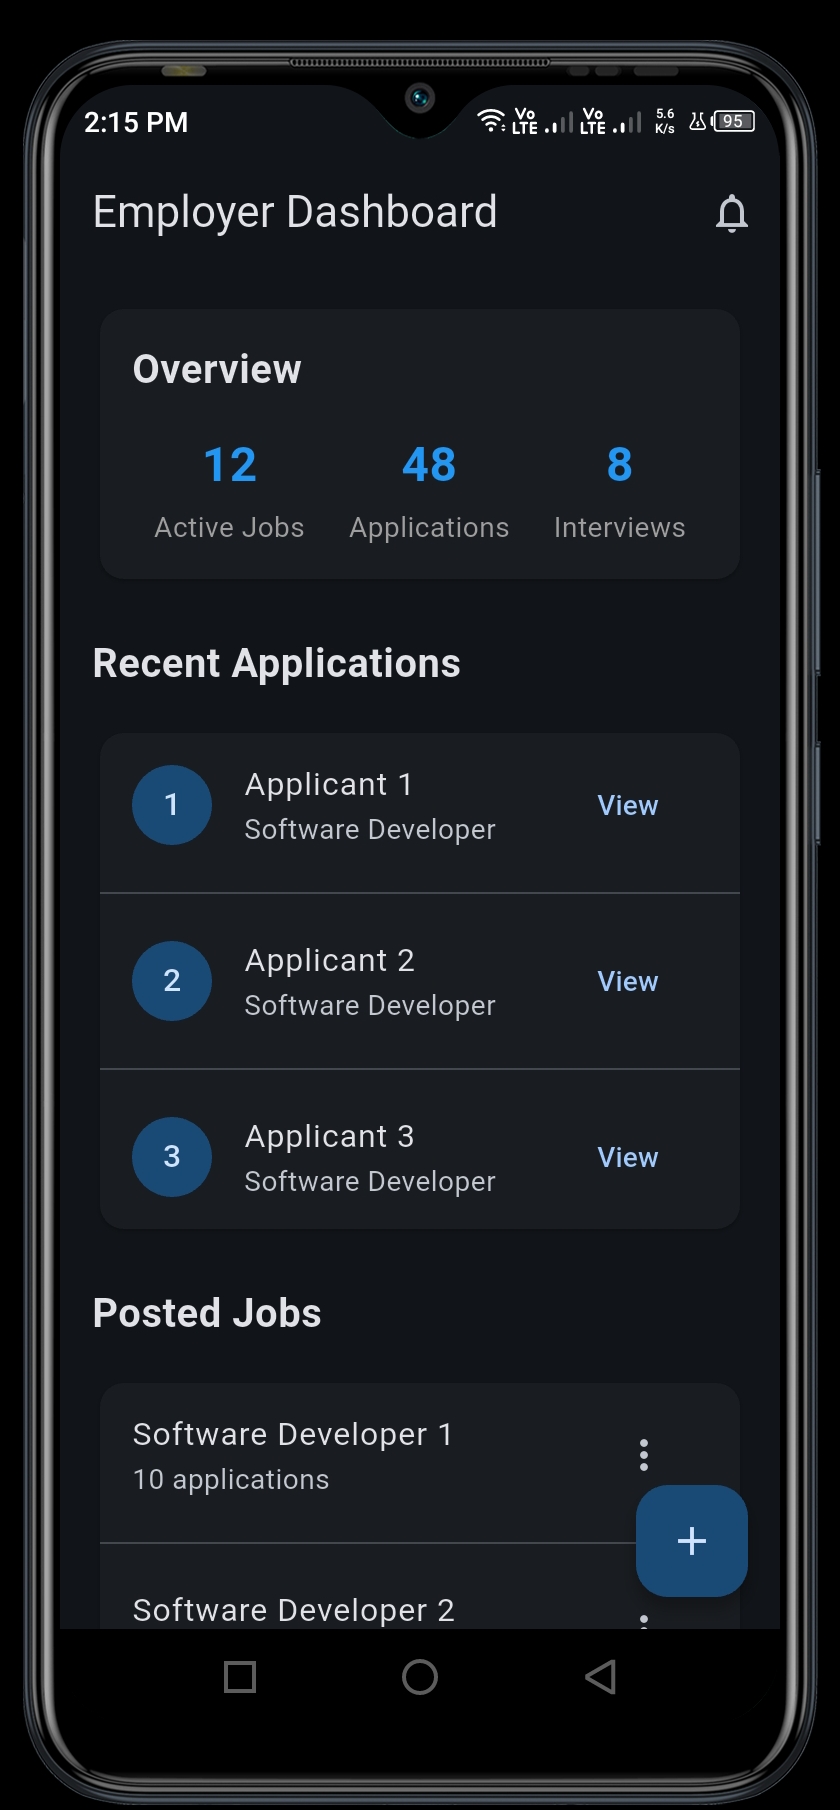 2:15 PM Vo LTE Vo LTE 5.6 K/s 95
Employer Dashboard
Overview
12 48 8
Active Jobs Applications Interviews
Recent Applications
1 Applicant 1
Software Developer
View
2 Applicant 2
Software Developer
View
3 Applicant 3
Software Developer
View
Posted Jobs
Software Developer 1
10 applications
+
Software Developer 2